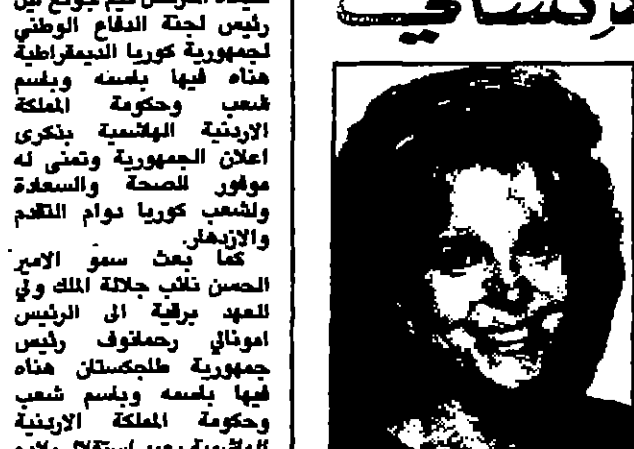 رئيس لجنة الدفاع الوطني
لجمهورية كوريا الديمقراطية
هناه فيها باسمه وباسم
شعب وحكومة المملكة
الاردنية الهاشمية بذكرى
اعلان الجمهورية وتمنى له
موفور الصحة والسعادة
ولشعب كوريا دوام التقدم
والازدهار.
كما بعث سمو الامير
الحسن نائب جلالة الملك ولي
العهد برقية الى الرئيس
امونالي رحمانوف رئيس
جمهورية طاجكستان هناه
فيها باسمه وباسم شعب
وحكومة المملكة الاردنية